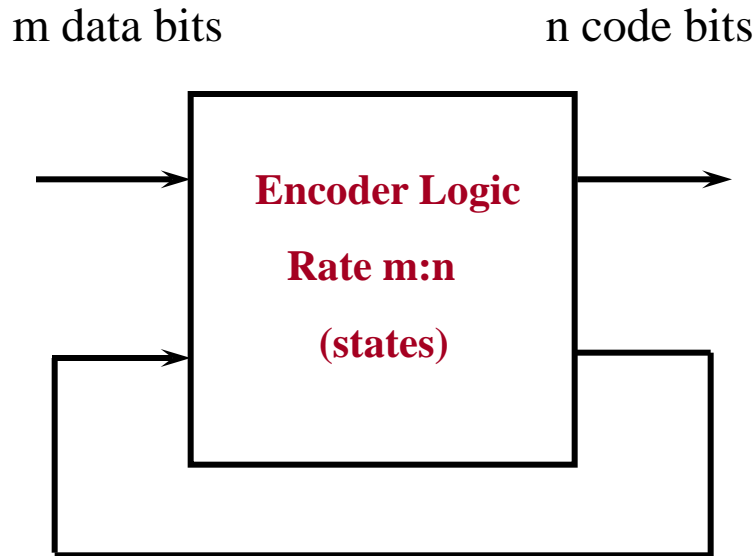 m data bits
n code bits
Encoder Logic
Rate m:n
(states)